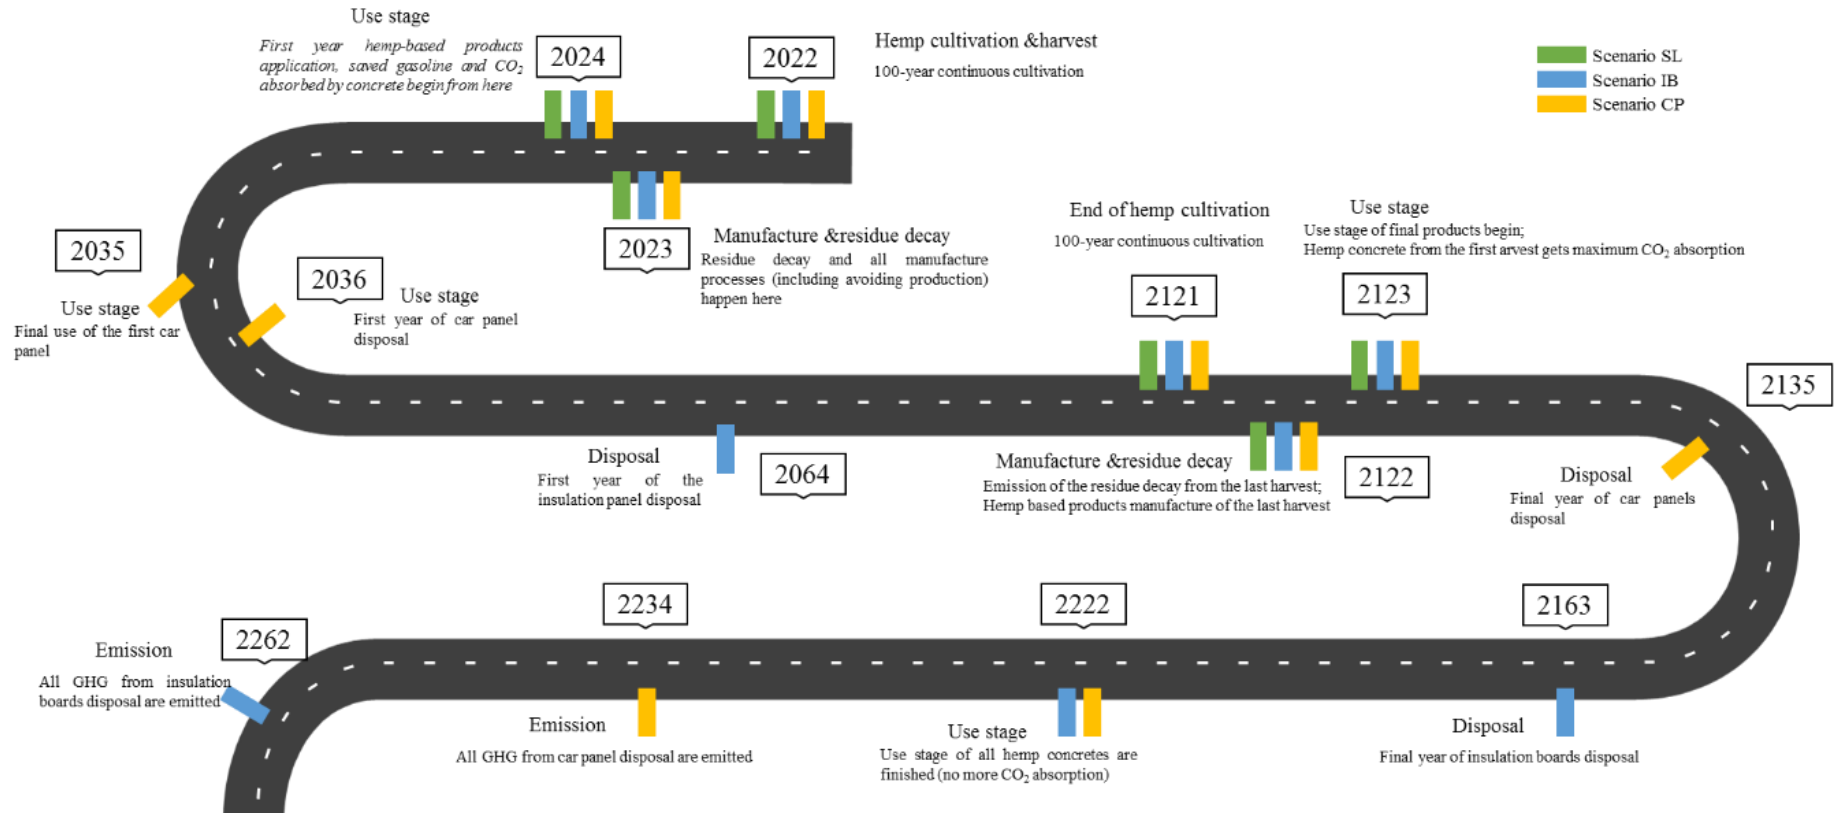 Use stage
First year hemp-based products
application, saved gasoline and CO2
absorbed by concrete begin from here
2024
2022
Hemp cultivation &harvest
100-year continuous cultivation
Scenario SL
Scenario IB
Scenario CP
2023
Manufacture &residue decay
Residue decay and all manufacture
processes (including avoiding production)
happen here
2035
Use stage
Final use of the first car
panel
2036
Use stage
First year of car panel
disposal
End of hemp cultivation
100-year continuous cultivation
2121
Use stage
Use stage of final products begin;
Hemp concrete from the first arvest gets maximum CO2 absorption
2123
2135
Disposal
First year of the
insulation panel disposal
2064
Manufacture &residue decay
Emission of the residue decay from the last harvest;
Hemp based products manufacture of the last harvest
2122
Disposal
Final year of car panels
disposal
2262
Emission
All GHG from insulation
boards disposal are emitted
2234
Emission
All GHG from car panel disposal are emitted
2222
Use stage
Use stage of all hemp concretes are
finished (no more CO2 absorption)
2163
Disposal
Final year of insulation boards disposal